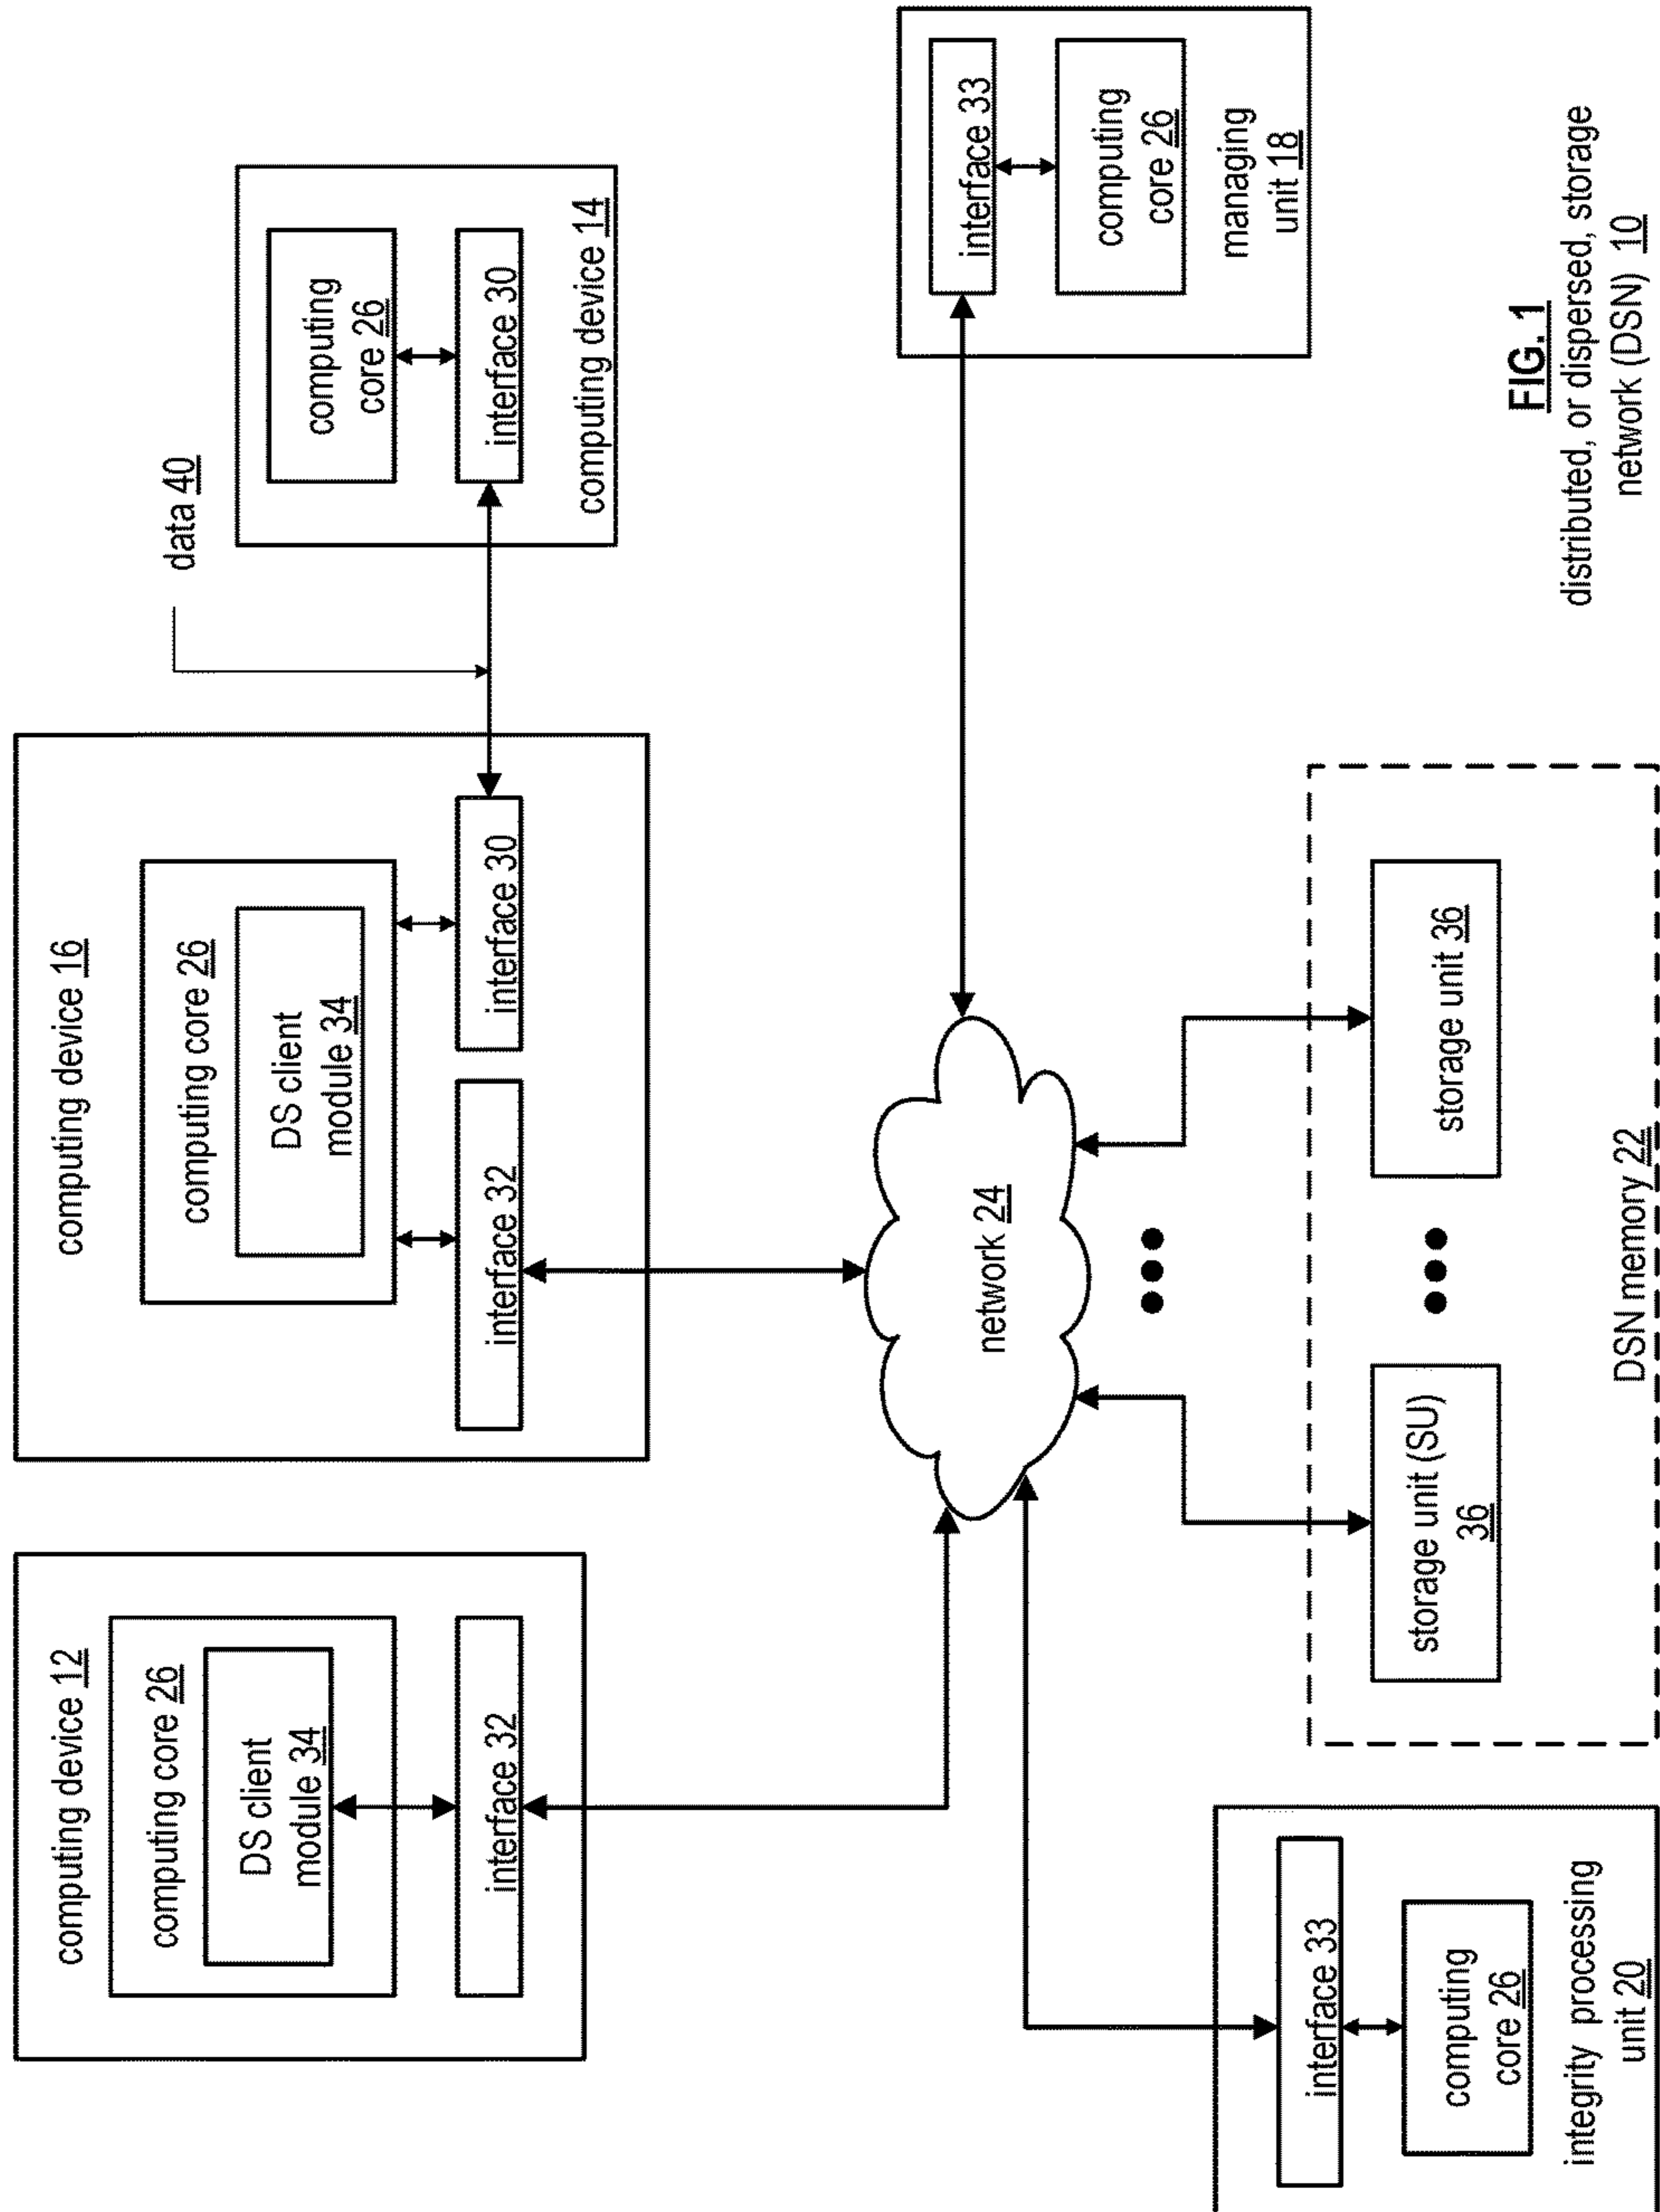 computing device 12
computing core 26
DS client
module 34
interface 32
computing device 16
computing core 26
DS client
module 34
interface 32
interface 30
data 40
computing
core 26
interface 30
computing device 14
network 24
interface 33
computing
core 26
managing
unit 18
interface 33
computing
core 26
integrity processing
unit 20
storage unit (SU)
36
storage unit 36
DSN memory 22
FIG. 1
distributed, or dispersed, storage
network (DSN) 10